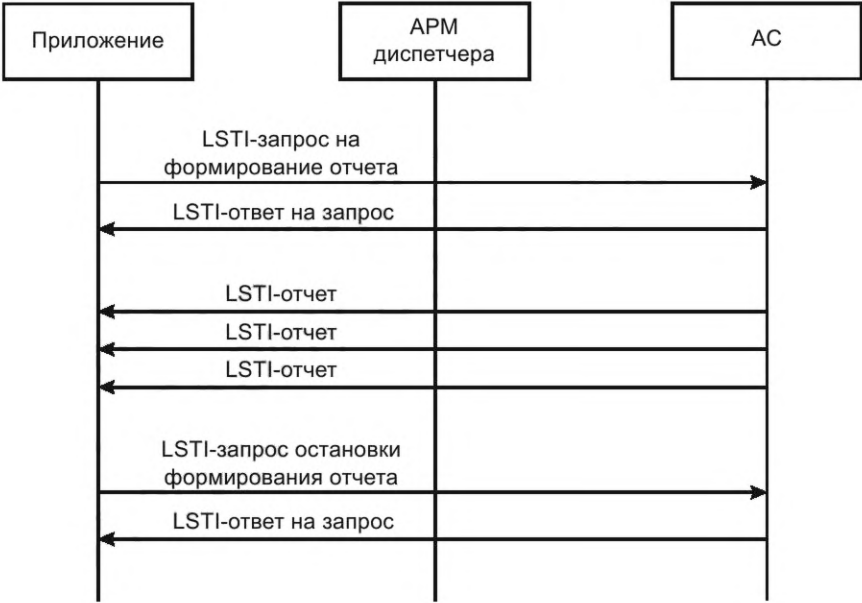 Приложение
АРМ
диспетчера
АС
LSTI-запрос на
формирование отчета
LSTI-ответ на запрос
LSTI-отчет
LSTI-отчет
LSTI-отчет
LSTI-запрос остановки
формирования отчета
LSTI-ответ на запрос